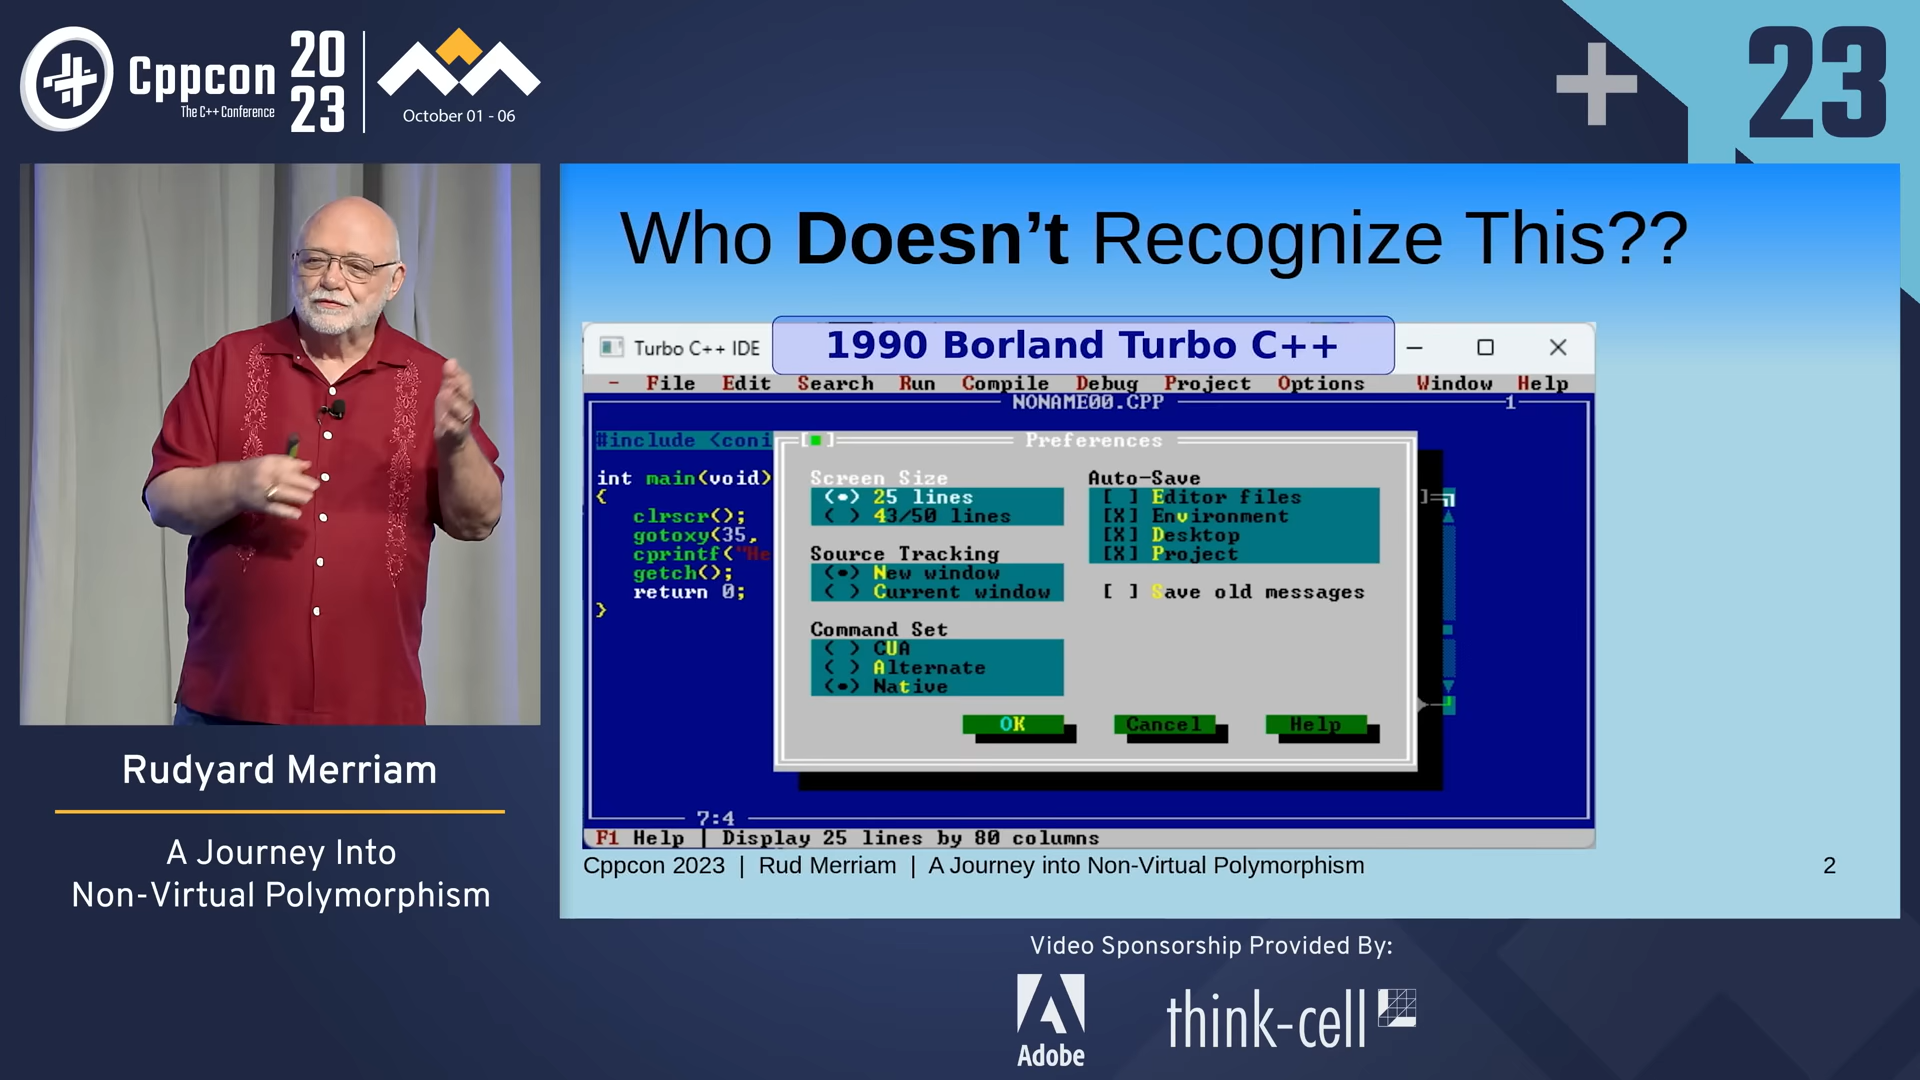 Cppcon
The C++ Conference
20
23
October 01 - 06
23
Who Doesn't Recognize This??
Turbo C++ IDE
1990 Borland Turbo C++
- File Edit Search Run Compile Debug Project Options Window Help
NONAME00.CPP
1
#include <coni
int main(void)
{
clrscr();
gotoxy(35,
cprintf("He
getch();
return 0;
}
[■]
Preferences
Screen Size
(•) 25 lines
( ) 43/50 lines
Source Tracking
(•) New window
( ) Current window
Command Set
( ) CUA
( ) Alternate
(•) Native
Auto-Save
[ ] Editor files
[X] Environment
[X] Desktop
[X] Project
[ ] Save old messages
OK
Cancel
Help
7:4
F1 Help | Display 25 lines by 80 columns
Cppcon 2023 | Rud Merriam | A Journey into Non-Virtual Polymorphism
2
Rudyard Merriam
A Journey Into
Non-Virtual Polymorphism
Video Sponsorship Provided By:
Adobe
think-cell